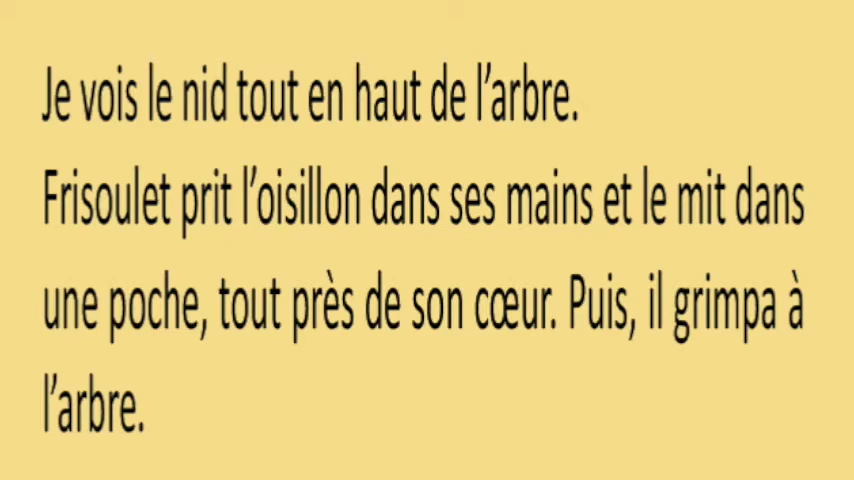 Je vois le nid tout en haut de l’arbre.
Frisoulet prit l’oisillon dans ses mains et le mit dans
une poche, tout près de son cœur. Puis, il grimpa à
l’arbre.